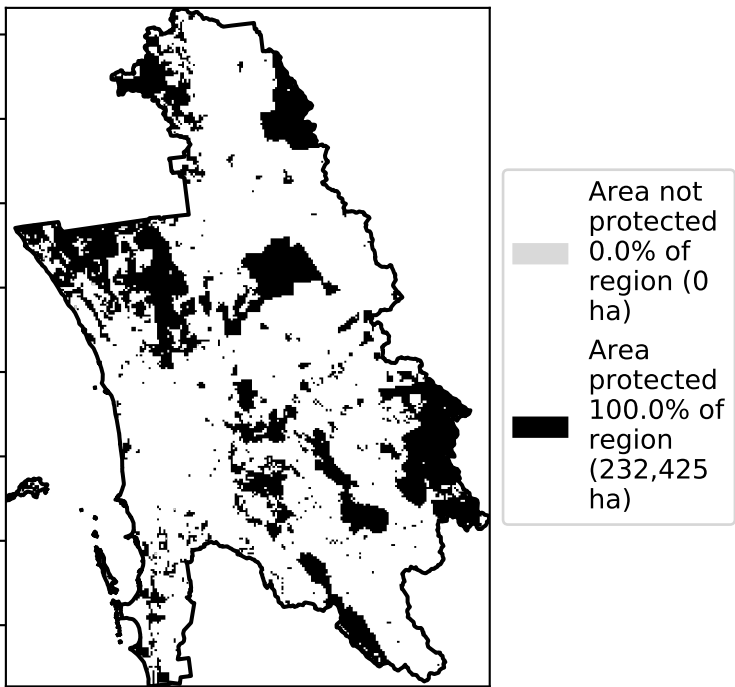 Area not
protected
0.0% of
region (0
ha)
Area
protected
100.0% of
region
(232,425
ha)